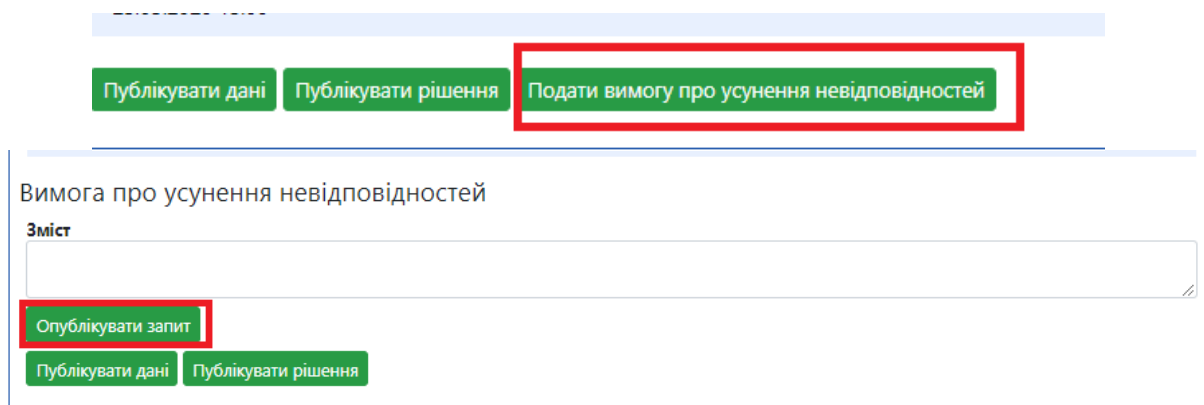 Публікувати дані Публікувати рішення Подати вимогу про усунення невідповідностей
Вимога про усунення невідповідностей
Зміст
Опублікувати запит
Публікувати дані Публікувати рішення